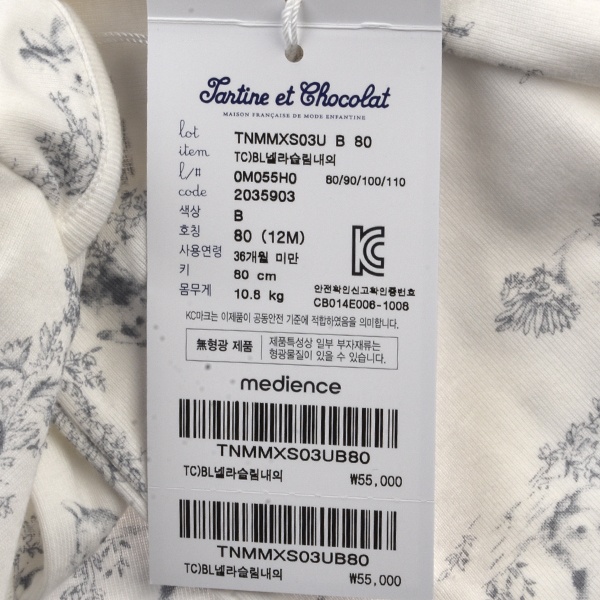 Tartine et Chocolat
MAISON FRANÇAISE DE MODE ENFANTINE
lot TNMMXS03U B 80
item TC)BL넬라슬림내의
l/# 0M055H0 80/90/100/110
code 2035903
색상 B
호칭 80 (12M)
사용연령 36개월 미만
키 80 cm
몸무게 10.8 kg
안전확인신고확인증번호
CB014E006-1008
KC마크는 이제품이 공통안전 기준에 적합하였음을 의미합니다.
無형광 제품 제품특성상 일부 부자재류는
형광물질이 있을 수 있습니다.
medience
TNMMXS03UB80
TC)BL넬라슬림내의 ₩55,000
TNMMXS03UB80
TC)BL넬라슬림내의 ₩55,000